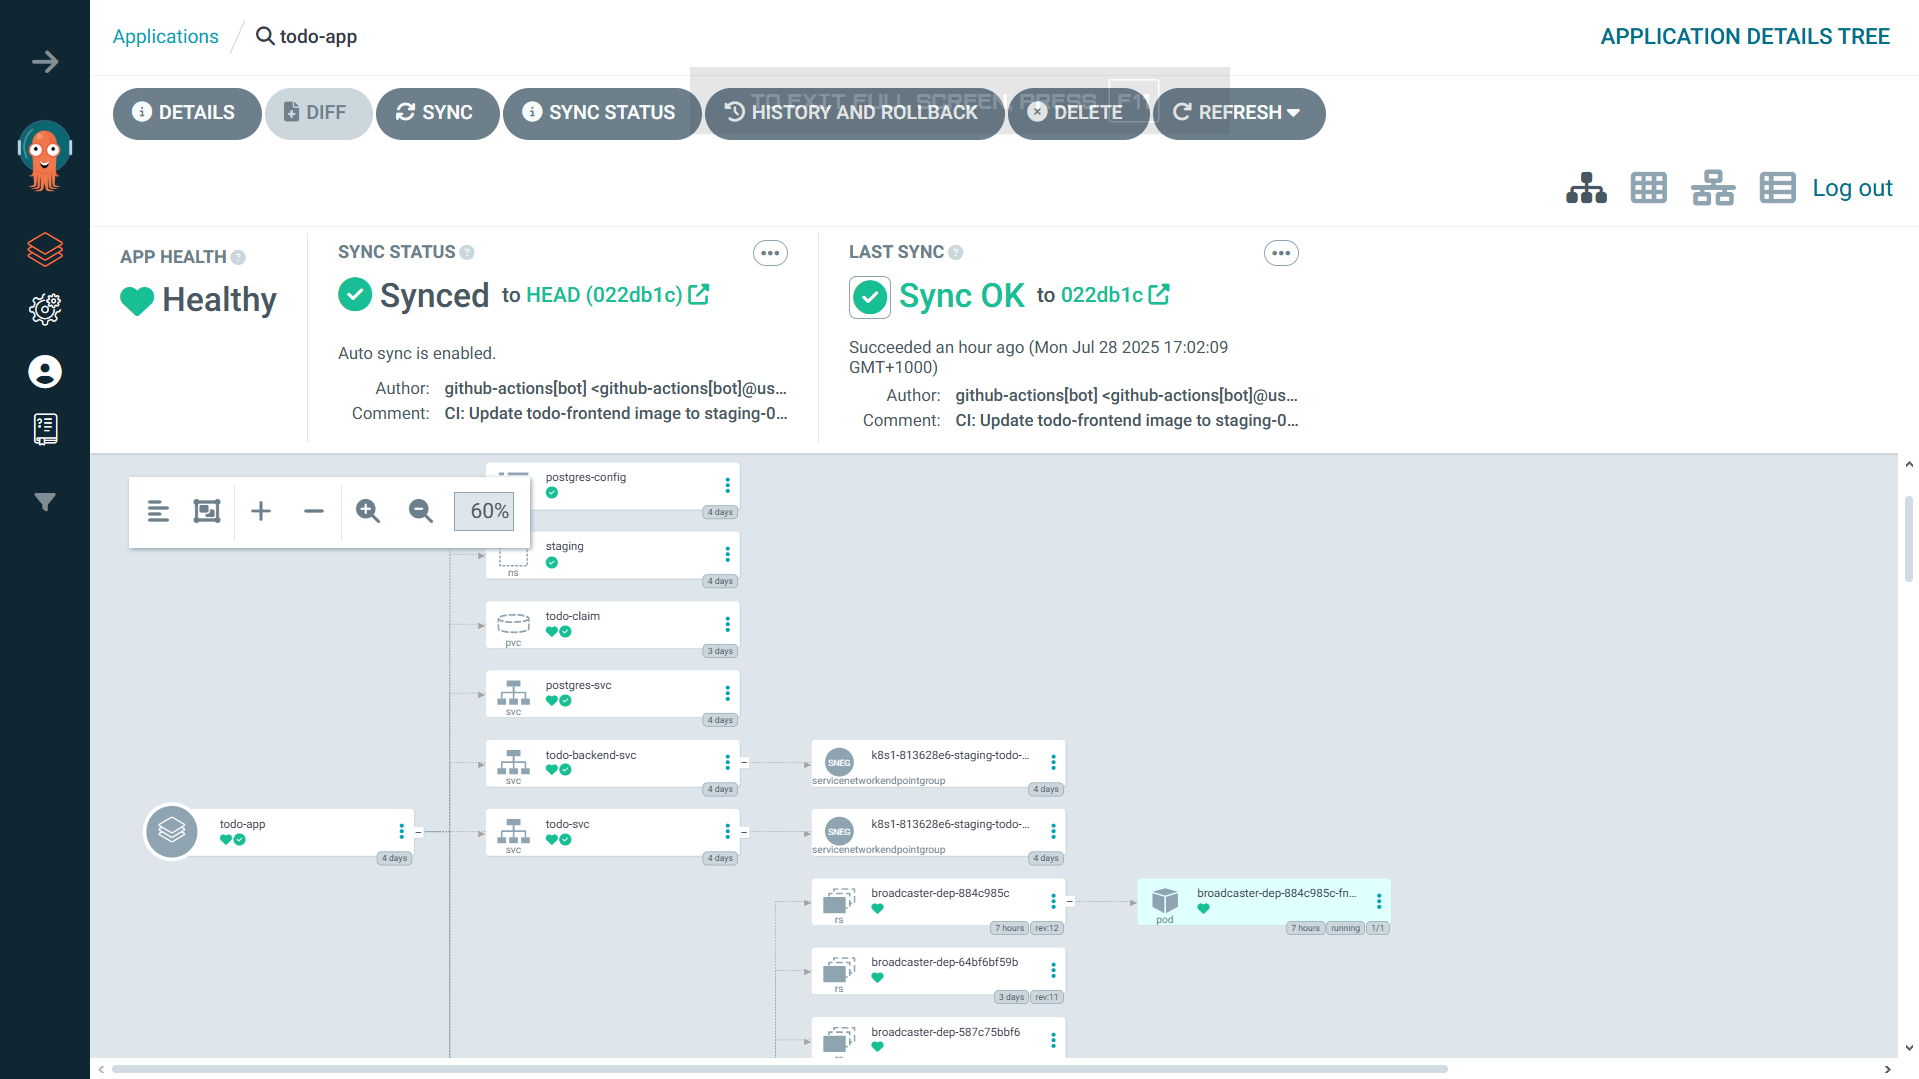 Applications
todo-app
APPLICATION DETAILS TREE
TO EXIT FULL SCREEN, PRESS F11
DETAILS
DIFF
SYNC
SYNC STATUS
HISTORY AND ROLLBACK
DELETE
REFRESH
Log out
APP HEALTH
Healthy
SYNC STATUS
Synced to HEAD (022db1c)
Auto sync is enabled.
Author: github-actions[bot] <github-actions[bot]@us...
Comment: CI: Update todo-frontend image to staging-0...
LAST SYNC
Sync OK to 022db1c
Succeeded an hour ago (Mon Jul 28 2025 17:02:09
GMT+1000)
Author: github-actions[bot] <github-actions[bot]@us...
Comment: CI: Update todo-frontend image to staging-0...
60%
postgres-config
4 days
staging
ns
4 days
todo-claim
pvc
3 days
postgres-svc
svc
4 days
todo-backend-svc
svc
4 days
SNEG
k8s1-813628e6-staging-todo-...
servicenetworkendpointgroup
4 days
todo-app
4 days
todo-svc
svc
4 days
SNEG
k8s1-813628e6-staging-todo-...
servicenetworkendpointgroup
4 days
broadcaster-dep-884c985c
rs
7 hours rev:12
broadcaster-dep-884c985c-fn...
pod
7 hours running 1/1
broadcaster-dep-64bf6bf59b
rs
3 days rev:11
broadcaster-dep-587c75bbf6